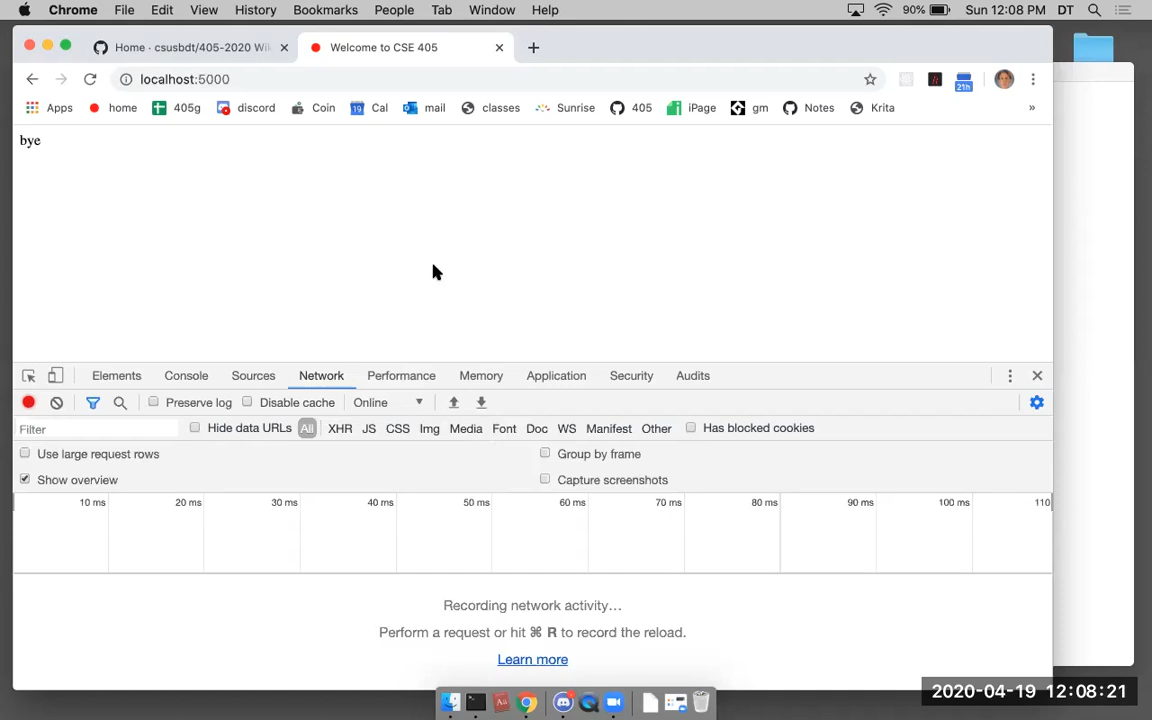 Chrome File Edit View History Bookmarks People Tab Window Help 90% Sun 12:08 PM DT
Home · csusbdt/405-2020 Wi
Welcome to CSE 405
localhost:5000
Apps home 405g discord Coin 19 Cal mail classes Sunrise 405 iPage gm Notes Krita »
21h
bye
Elements Console Sources Network Performance Memory Application Security Audits
Preserve log Disable cache Online
Filter Hide data URLs All XHR JS CSS Img Media Font Doc WS Manifest Other Has blocked cookies
Use large request rows Group by frame
Show overview Capture screenshots
10 ms 20 ms 30 ms 40 ms 50 ms 60 ms 70 ms 80 ms 90 ms 100 ms 110
Recording network activity…
Perform a request or hit ⌘ R to record the reload.
Learn more
2020-04-19 12:08:21